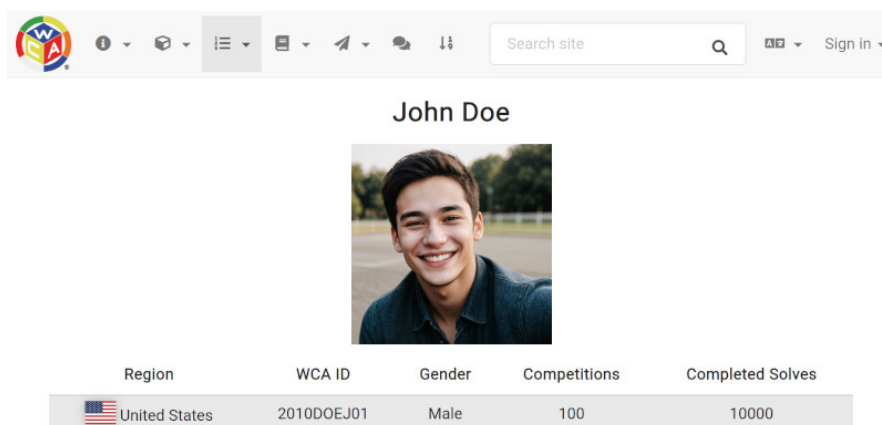 WCA
Search site
Sign in
John Doe
Region WCA ID Gender Competitions Completed Solves
United States 2010DOEJ01 Male 100 10000